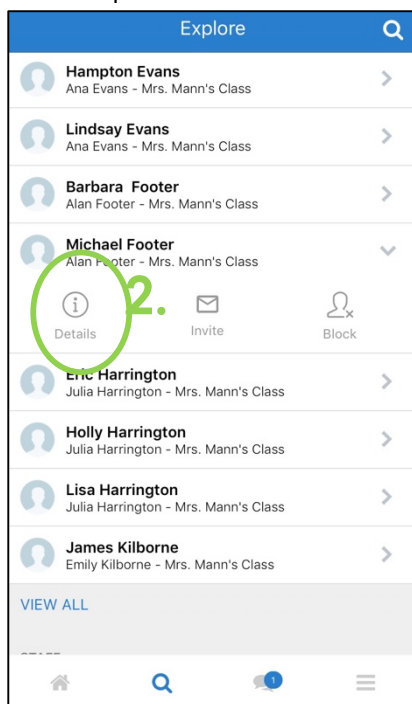 Explore
Hampton Evans
Ana Evans - Mrs. Mann's Class
Lindsay Evans
Ana Evans - Mrs. Mann's Class
Barbara Footer
Alan Footer - Mrs. Mann's Class
Michael Footer
Alan Footer - Mrs. Mann's Class
2.
Details
Invite
Block
Eric Harrington
Julia Harrington - Mrs. Mann's Class
Holly Harrington
Julia Harrington - Mrs. Mann's Class
Lisa Harrington
Julia Harrington - Mrs. Mann's Class
James Kilborne
Emily Kilborne - Mrs. Mann's Class
VIEW ALL
1